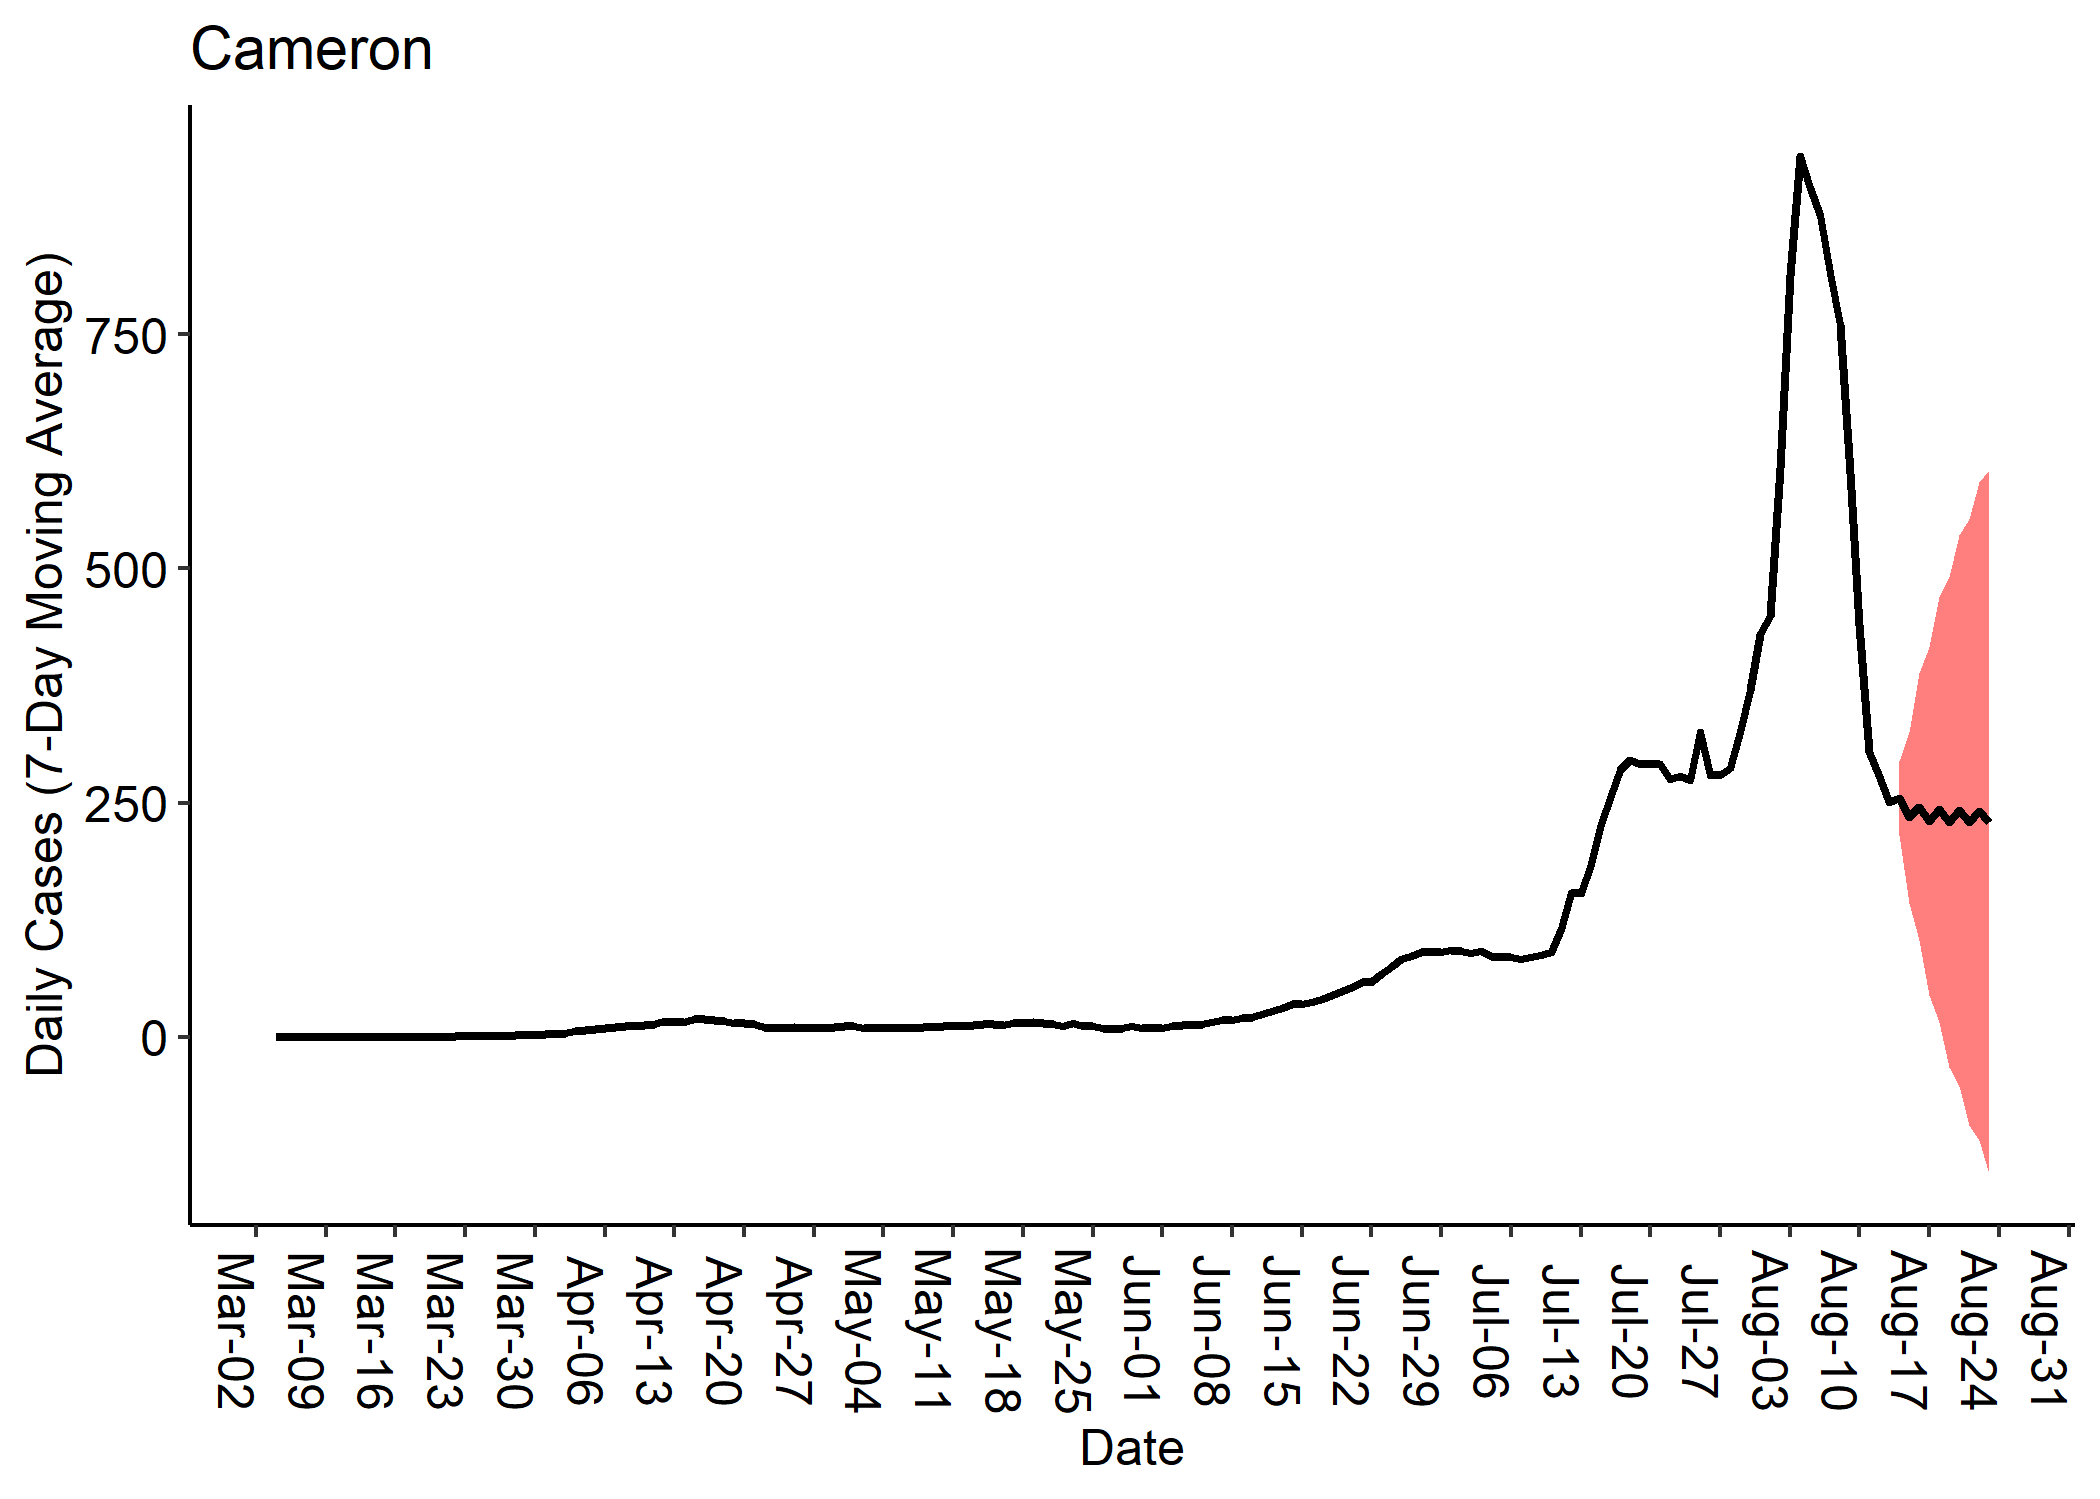 Cameron
Daily Cases (7-Day Moving Average)
750
500
250
0
Mar-02
Mar-09
Mar-16
Mar-23
Mar-30
Apr-06
Apr-13
Apr-20
Apr-27
May-04
May-11
May-18
May-25
Jun-01
Jun-08
Jun-15
Jun-22
Jun-29
Jul-06
Jul-13
Jul-20
Jul-27
Aug-03
Aug-10
Aug-17
Aug-24
Aug-31
Date